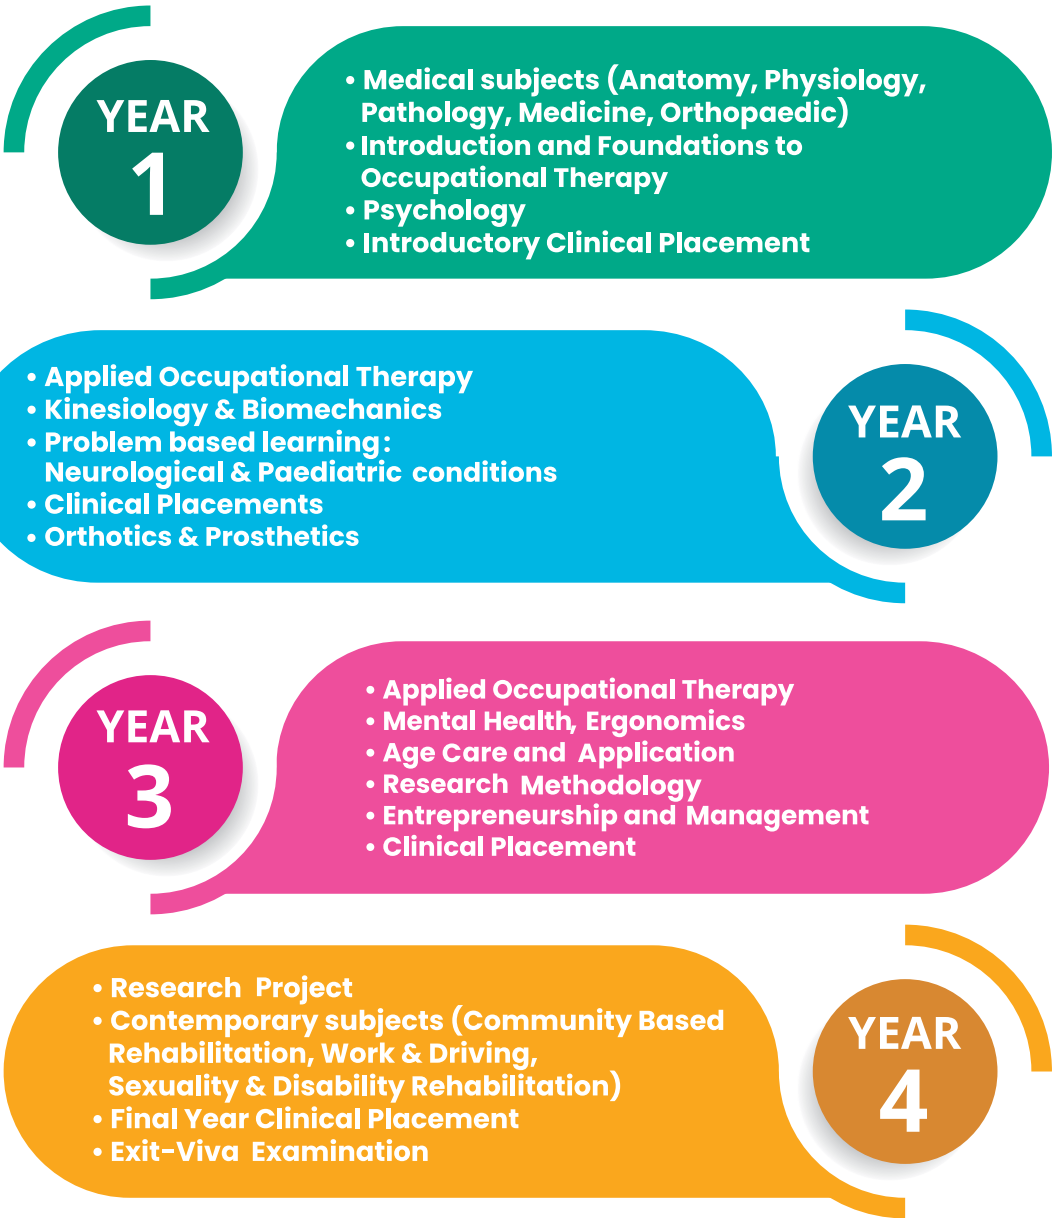 YEAR
1
• Medical subjects (Anatomy, Physiology,
Pathology, Medicine, Orthopaedic)
• Introduction and Foundations to
Occupational Therapy
• Psychology
• Introductory Clinical Placement
• Applied Occupational Therapy
• Kinesiology & Biomechanics
• Problem based learning:
Neurological & Paediatric conditions
• Clinical Placements
• Orthotics & Prosthetics
YEAR
2
YEAR
3
• Applied Occupational Therapy
• Mental Health, Ergonomics
• Age Care and Application
• Research Methodology
• Entrepreneurship and Management
• Clinical Placement
• Research Project
• Contemporary subjects (Community Based
Rehabilitation, Work & Driving,
Sexuality & Disability Rehabilitation)
• Final Year Clinical Placement
• Exit-Viva Examination
YEAR
4